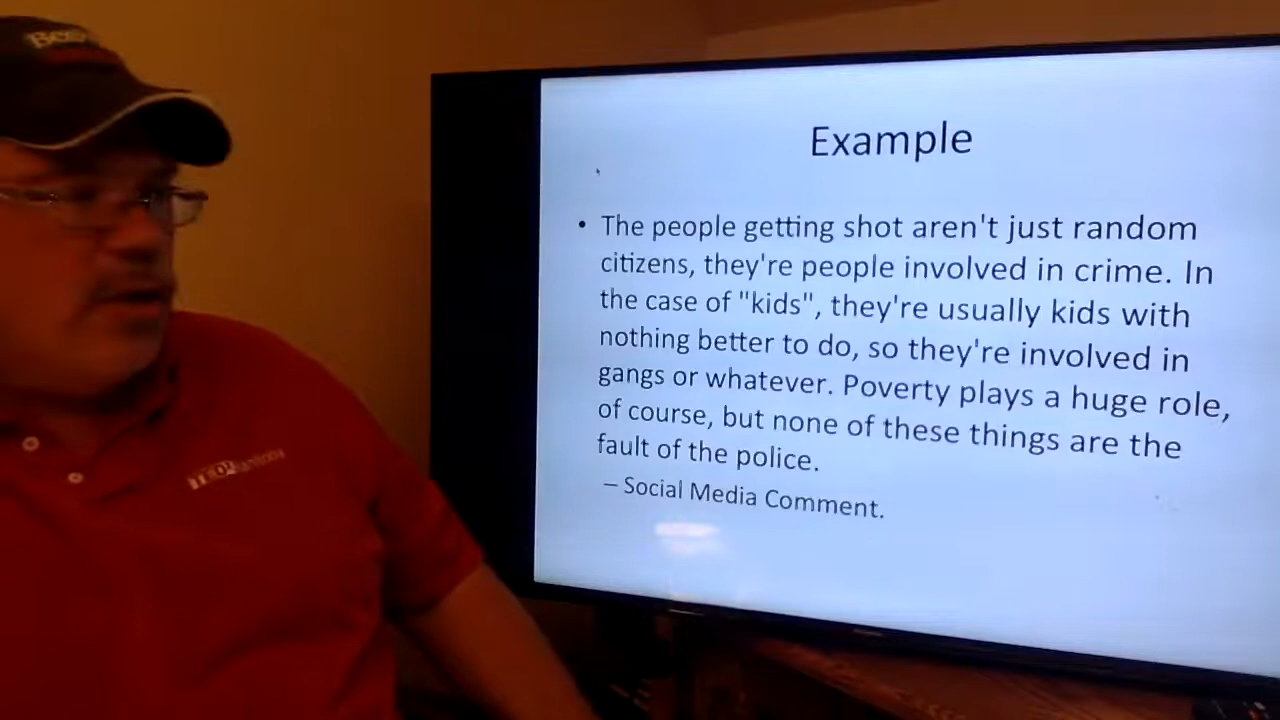 Example
• The people getting shot aren't just random
citizens, they're people involved in crime. In
the case of "kids", they're usually kids with
nothing better to do, so they're involved in
gangs or whatever. Poverty plays a huge role,
of course, but none of these things are the
fault of the police.
– Social Media Comment.